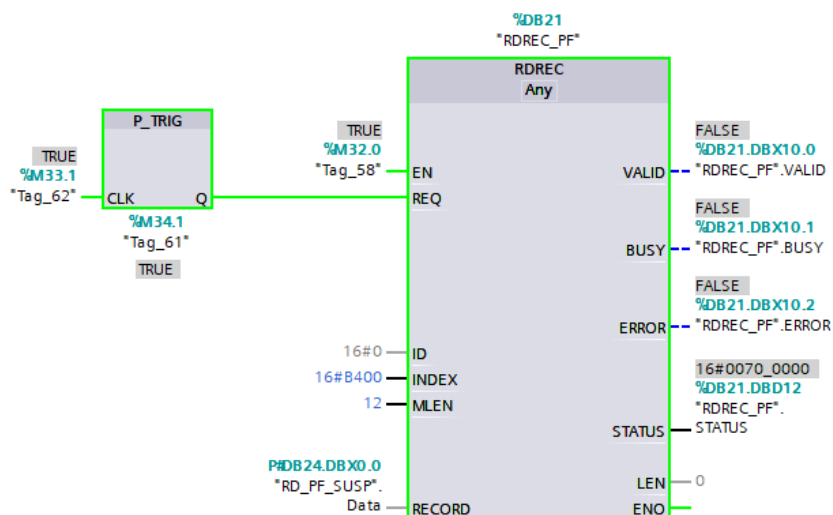 %DB21
"RDREC_PF"
RDREC
Any
P_TRIG
TRUE
%M33.1
"Tag_62"
CLK
Q
%M34.1
"Tag_61"
TRUE
TRUE
%M32.0
"Tag_58"
EN
REQ
16#0
ID
16#B400
INDEX
12
MLEN
P#DB24.DBX0.0
"RD_PF_SUSP".
Data
RECORD
FALSE
%DB21.DBX10.0
VALID
"RDREC_PF".VALID
FALSE
%DB21.DBX10.1
BUSY
"RDREC_PF".BUSY
FALSE
%DB21.DBX10.2
ERROR
"RDREC_PF".ERROR
16#0070_0000
%DB21.DBD12
"RDREC_PF".
STATUS
STATUS
LEN
0
ENO